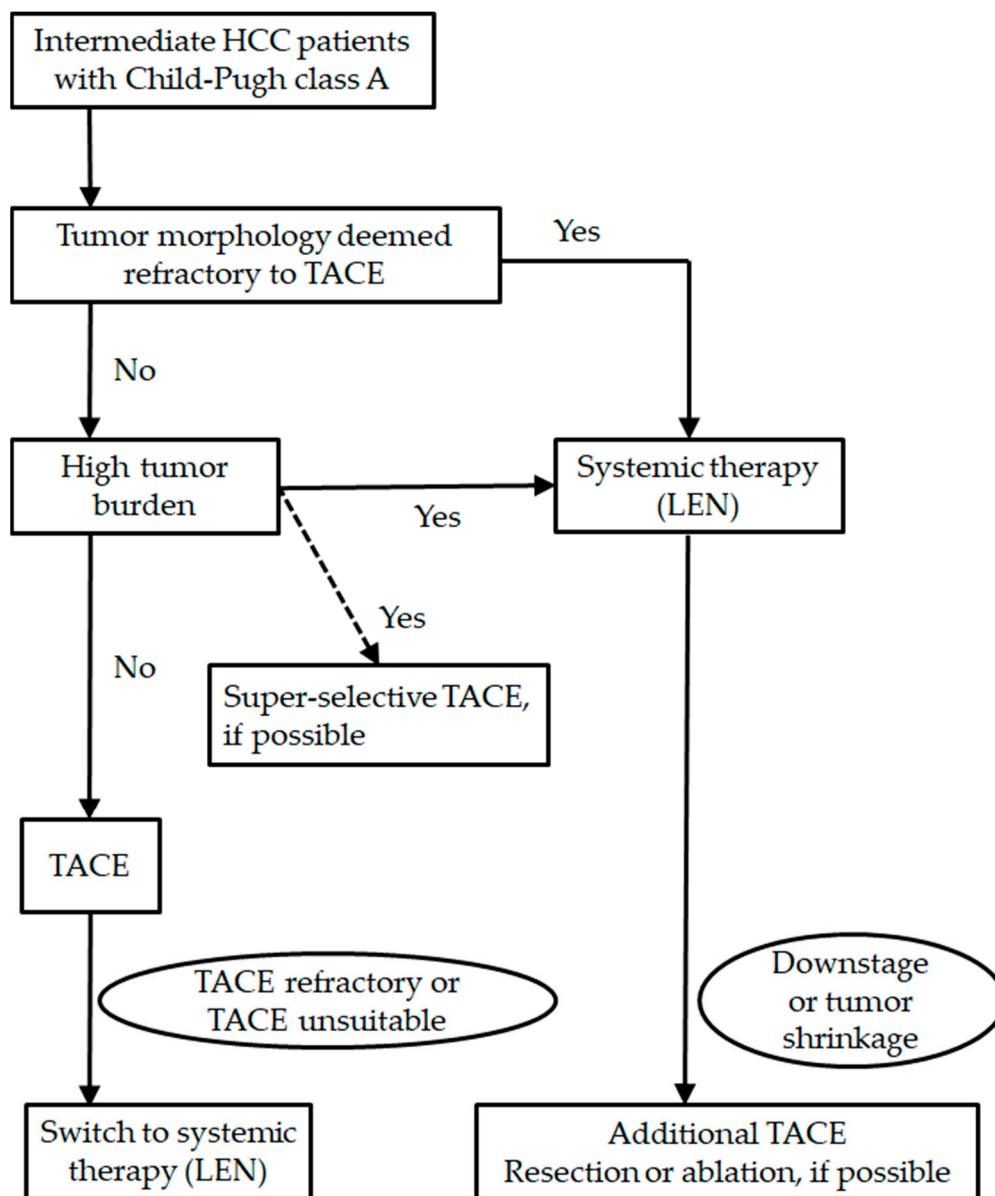 Intermediate HCC patients
with Child-Pugh class A
Tumor morphology deemed
refractory to TACE
Yes
No
High tumor
burden
Yes
Systemic therapy
(LEN)
Yes
No
Super-selective TACE,
if possible
TACE
TACE refractory or
TACE unsuitable
Downstage
or tumor
shrinkage
Switch to systemic
therapy (LEN)
Additional TACE
Resection or ablation, if possible